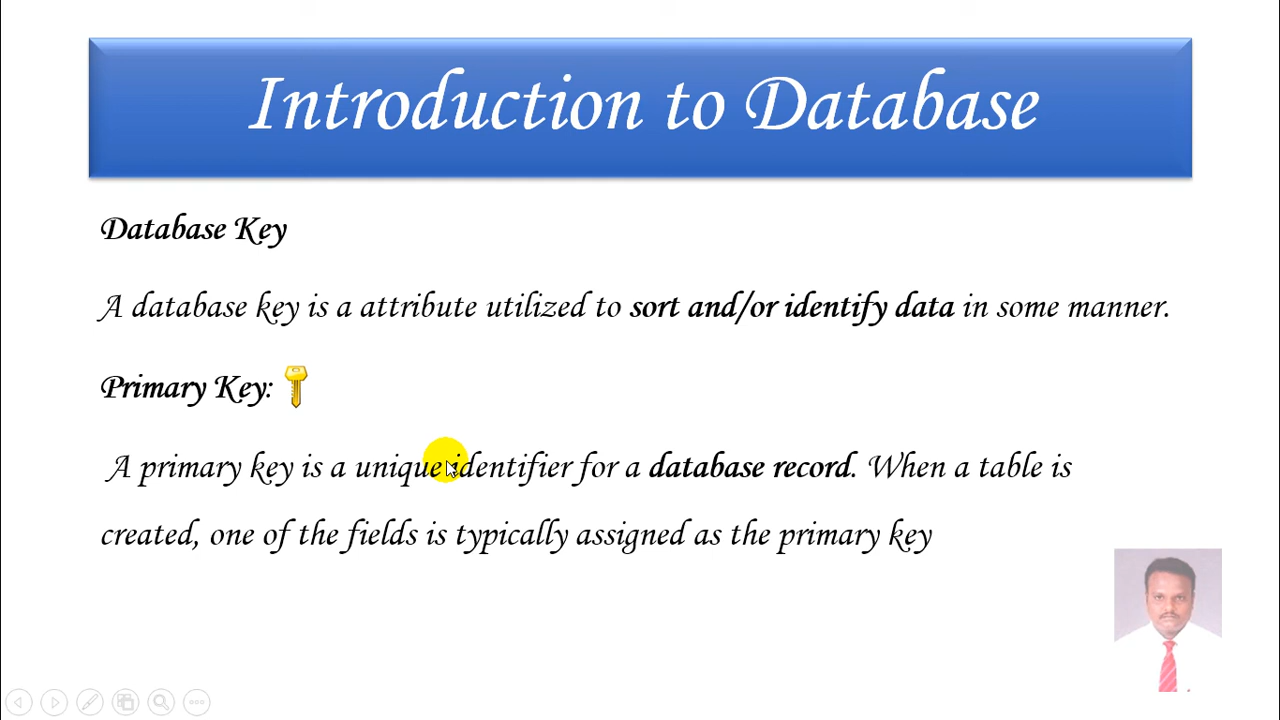 Introduction to Database
Database Key
A database key is a attribute utilized to sort and/or identify data in some manner.
Primary Key:
A primary key is a unique identifier for a database record. When a table is
created, one of the fields is typically assigned as the primary key